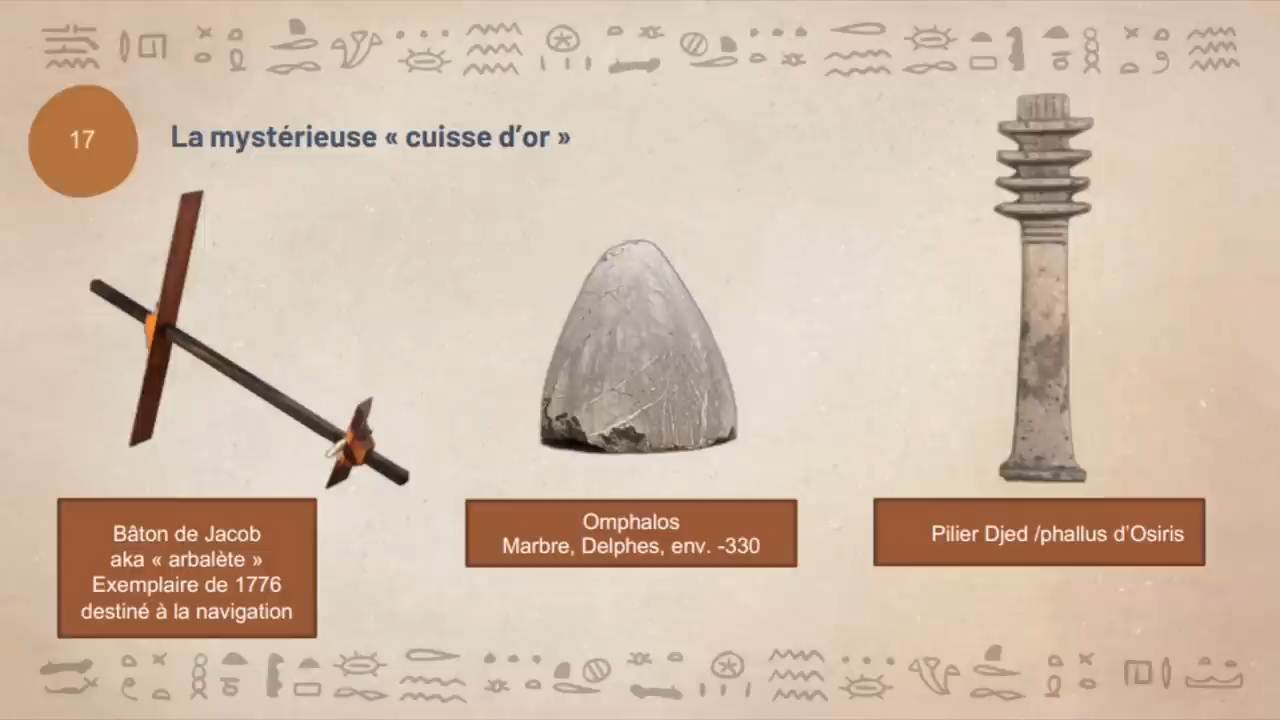 17
La mystérieuse « cuisse d'or »
Bâton de Jacob
aka « arbalète »
Exemplaire de 1776
destiné à la navigation
Omphalos
Marbre, Delphes, env. -330
Pilier Djed /phallus d'Osiris